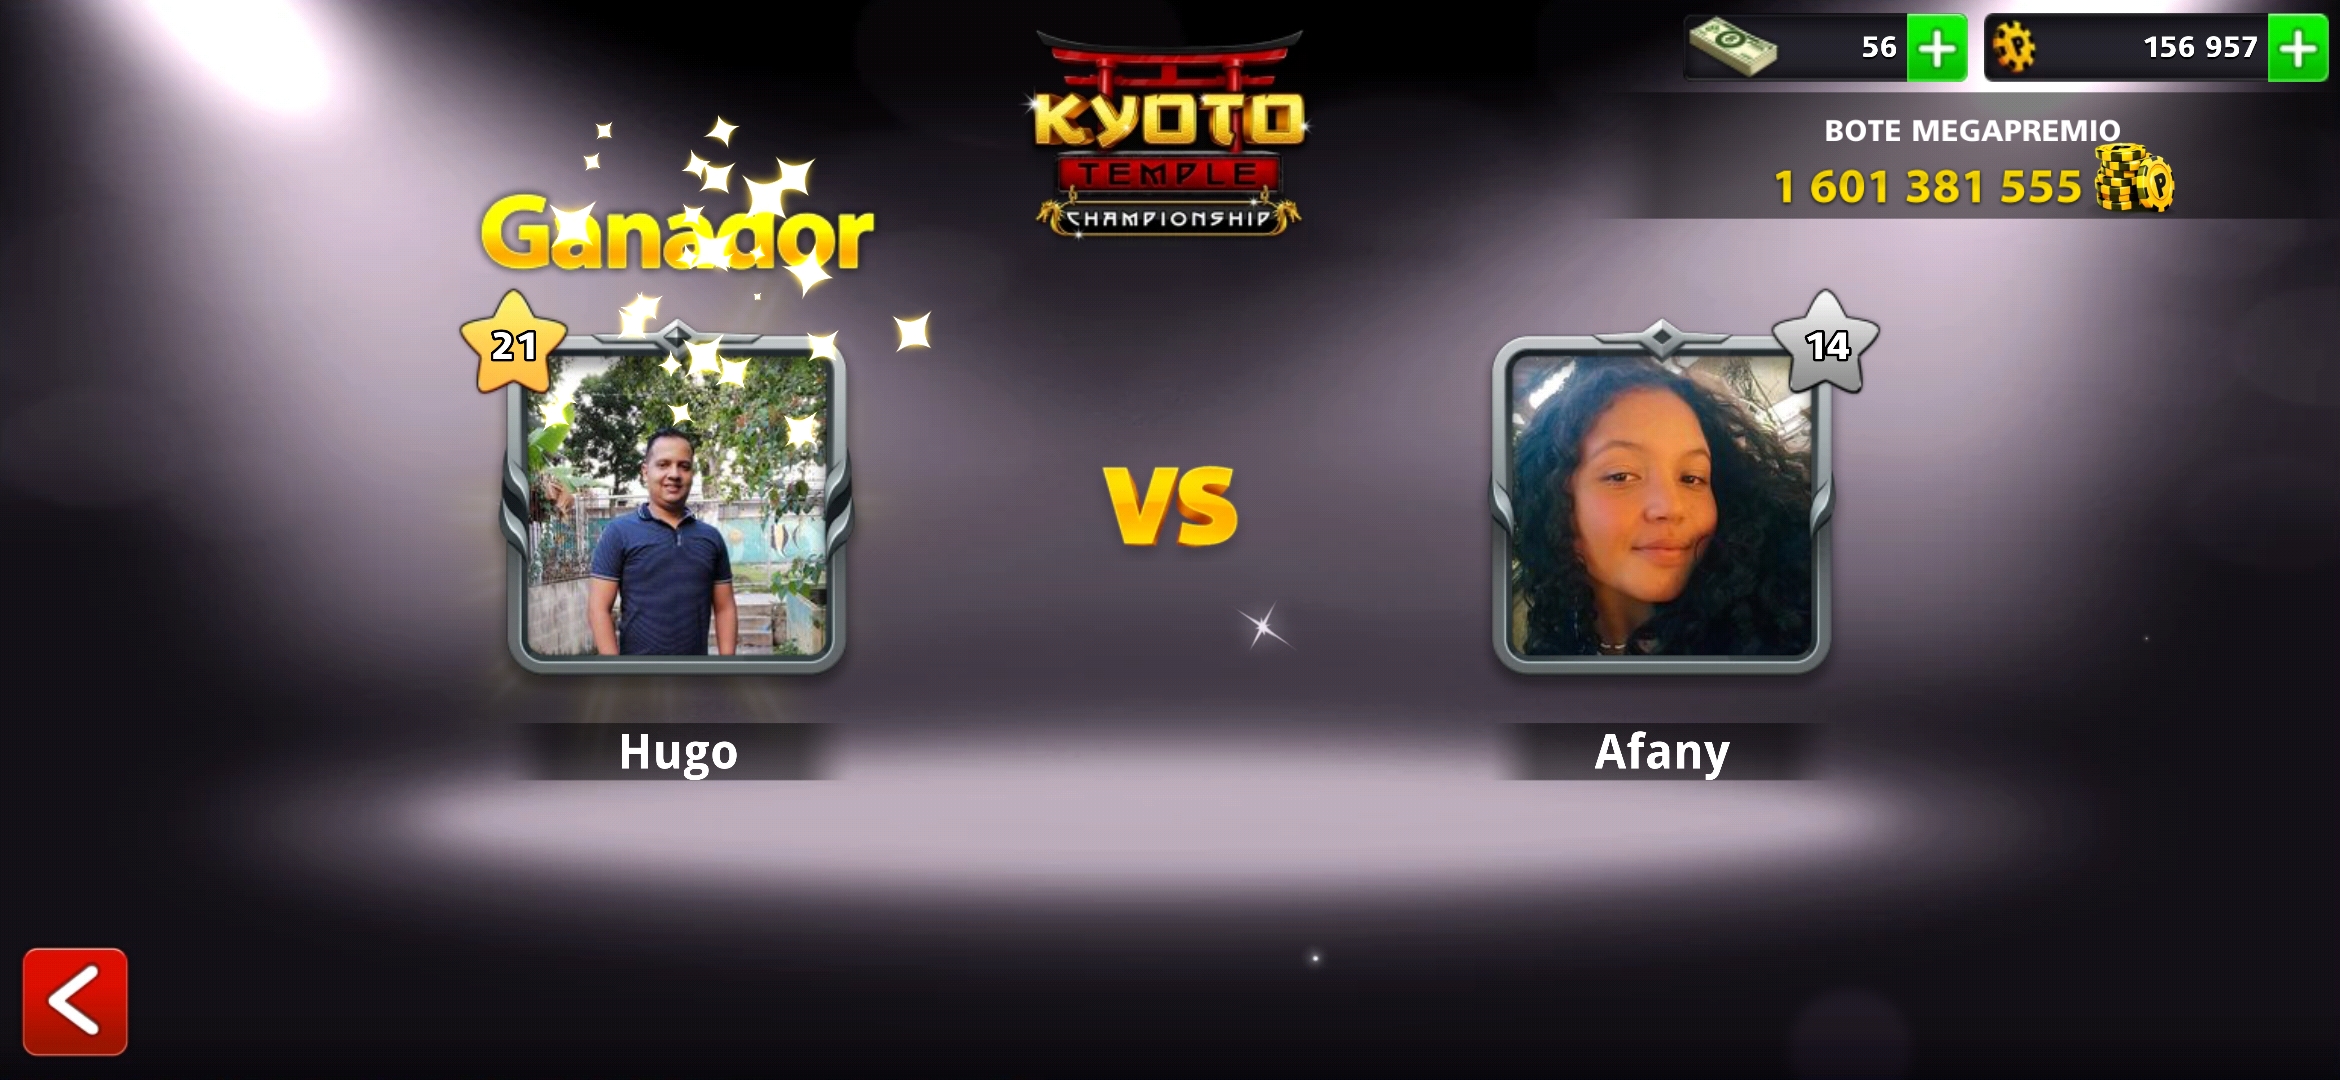 KYOTO
TEMPLE
CHAMPIONSHIP
56
156 957
BOTE MEGAPREMIO
1 601 381 555
Ganador
21
14
VS
Hugo
Afany